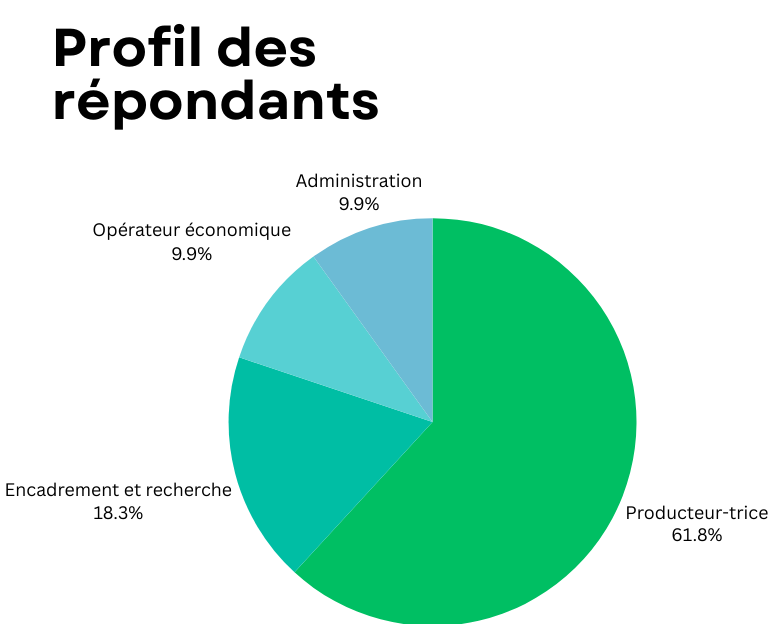 Profil des
répondants
Administration
9.9%
Opérateur économique
9.9%
Encadrement et recherche
18.3%
Producteur-trice
61.8%